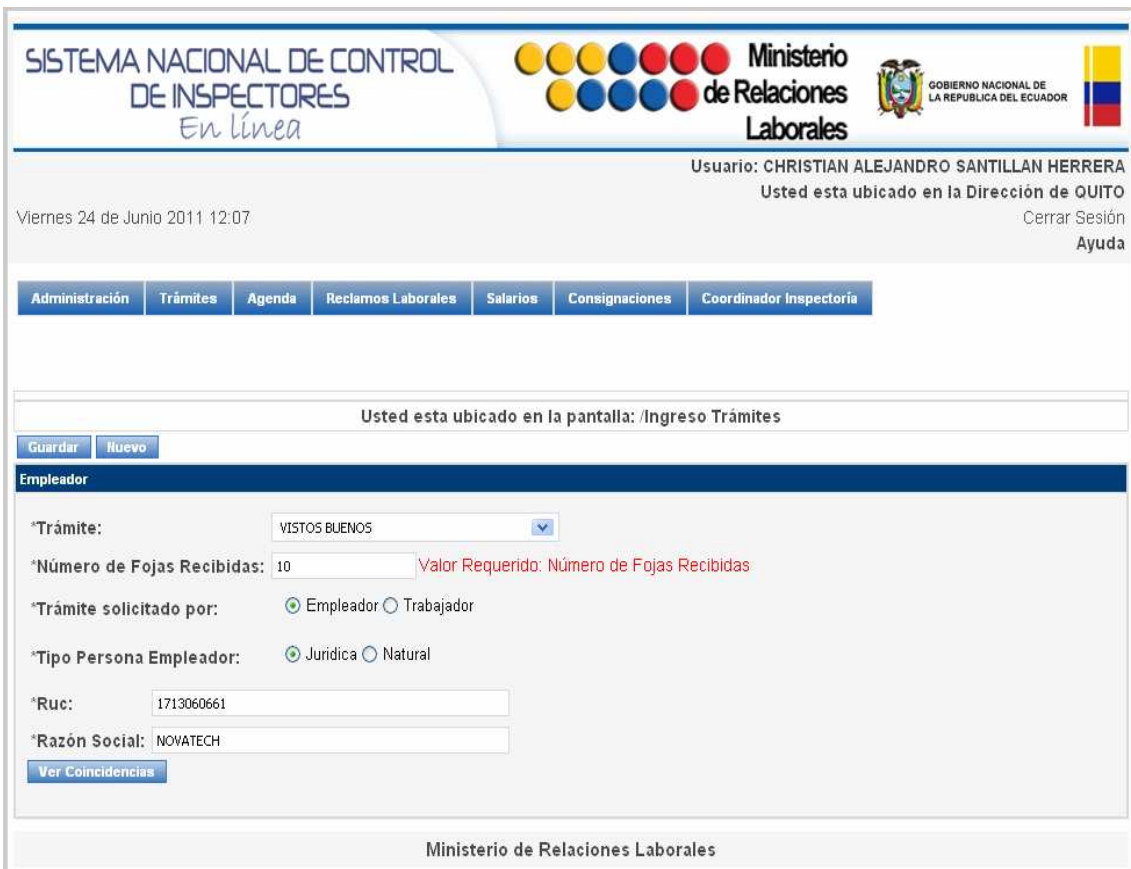 SISTEMA NACIONAL DE CONTROL
DE INSPECTORES
En línea
Ministerio
de Relaciones
Laborales
GOBIERNO NACIONAL DE
LA REPUBLICA DEL ECUADOR
Usuario: CHRISTIAN ALEJANDRO SANTILLAN HERRERA
Usted esta ubicado en la Dirección de QUITO
Viernes 24 de Junio 2011 12:07
Cerrar Sesión
Ayuda
Administración Trámites Agenda Reclamos Laborales Salarios Consignaciones Coordinador Inspectoría
Usted esta ubicado en la pantalla: /Ingreso Trámites
Guardar Nuevo
Empleador
*Trámite: VISTOS BUENOS
*Número de Fojas Recibidas: 10 Valor Requerido: Número de Fojas Recibidas
*Trámite solicitado por: Empleador Trabajador
*Tipo Persona Empleador: Juridica Natural
*Ruc: 1713060661
*Razón Social: NOVATECH
Ver Coincidencias
Ministerio de Relaciones Laborales